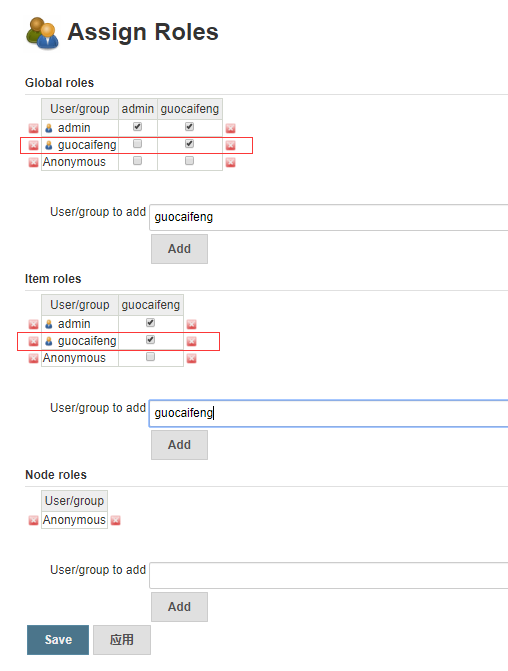 Assign Roles
Global roles
User/group admin guocaifeng
admin
guocaifeng
Anonymous
User/group to add guocaifeng
Add
Item roles
User/group guocaifeng
admin
guocaifeng
Anonymous
User/group to add guocaifeng
Add
Node roles
User/group
Anonymous
User/group to add
Add
Save 应用